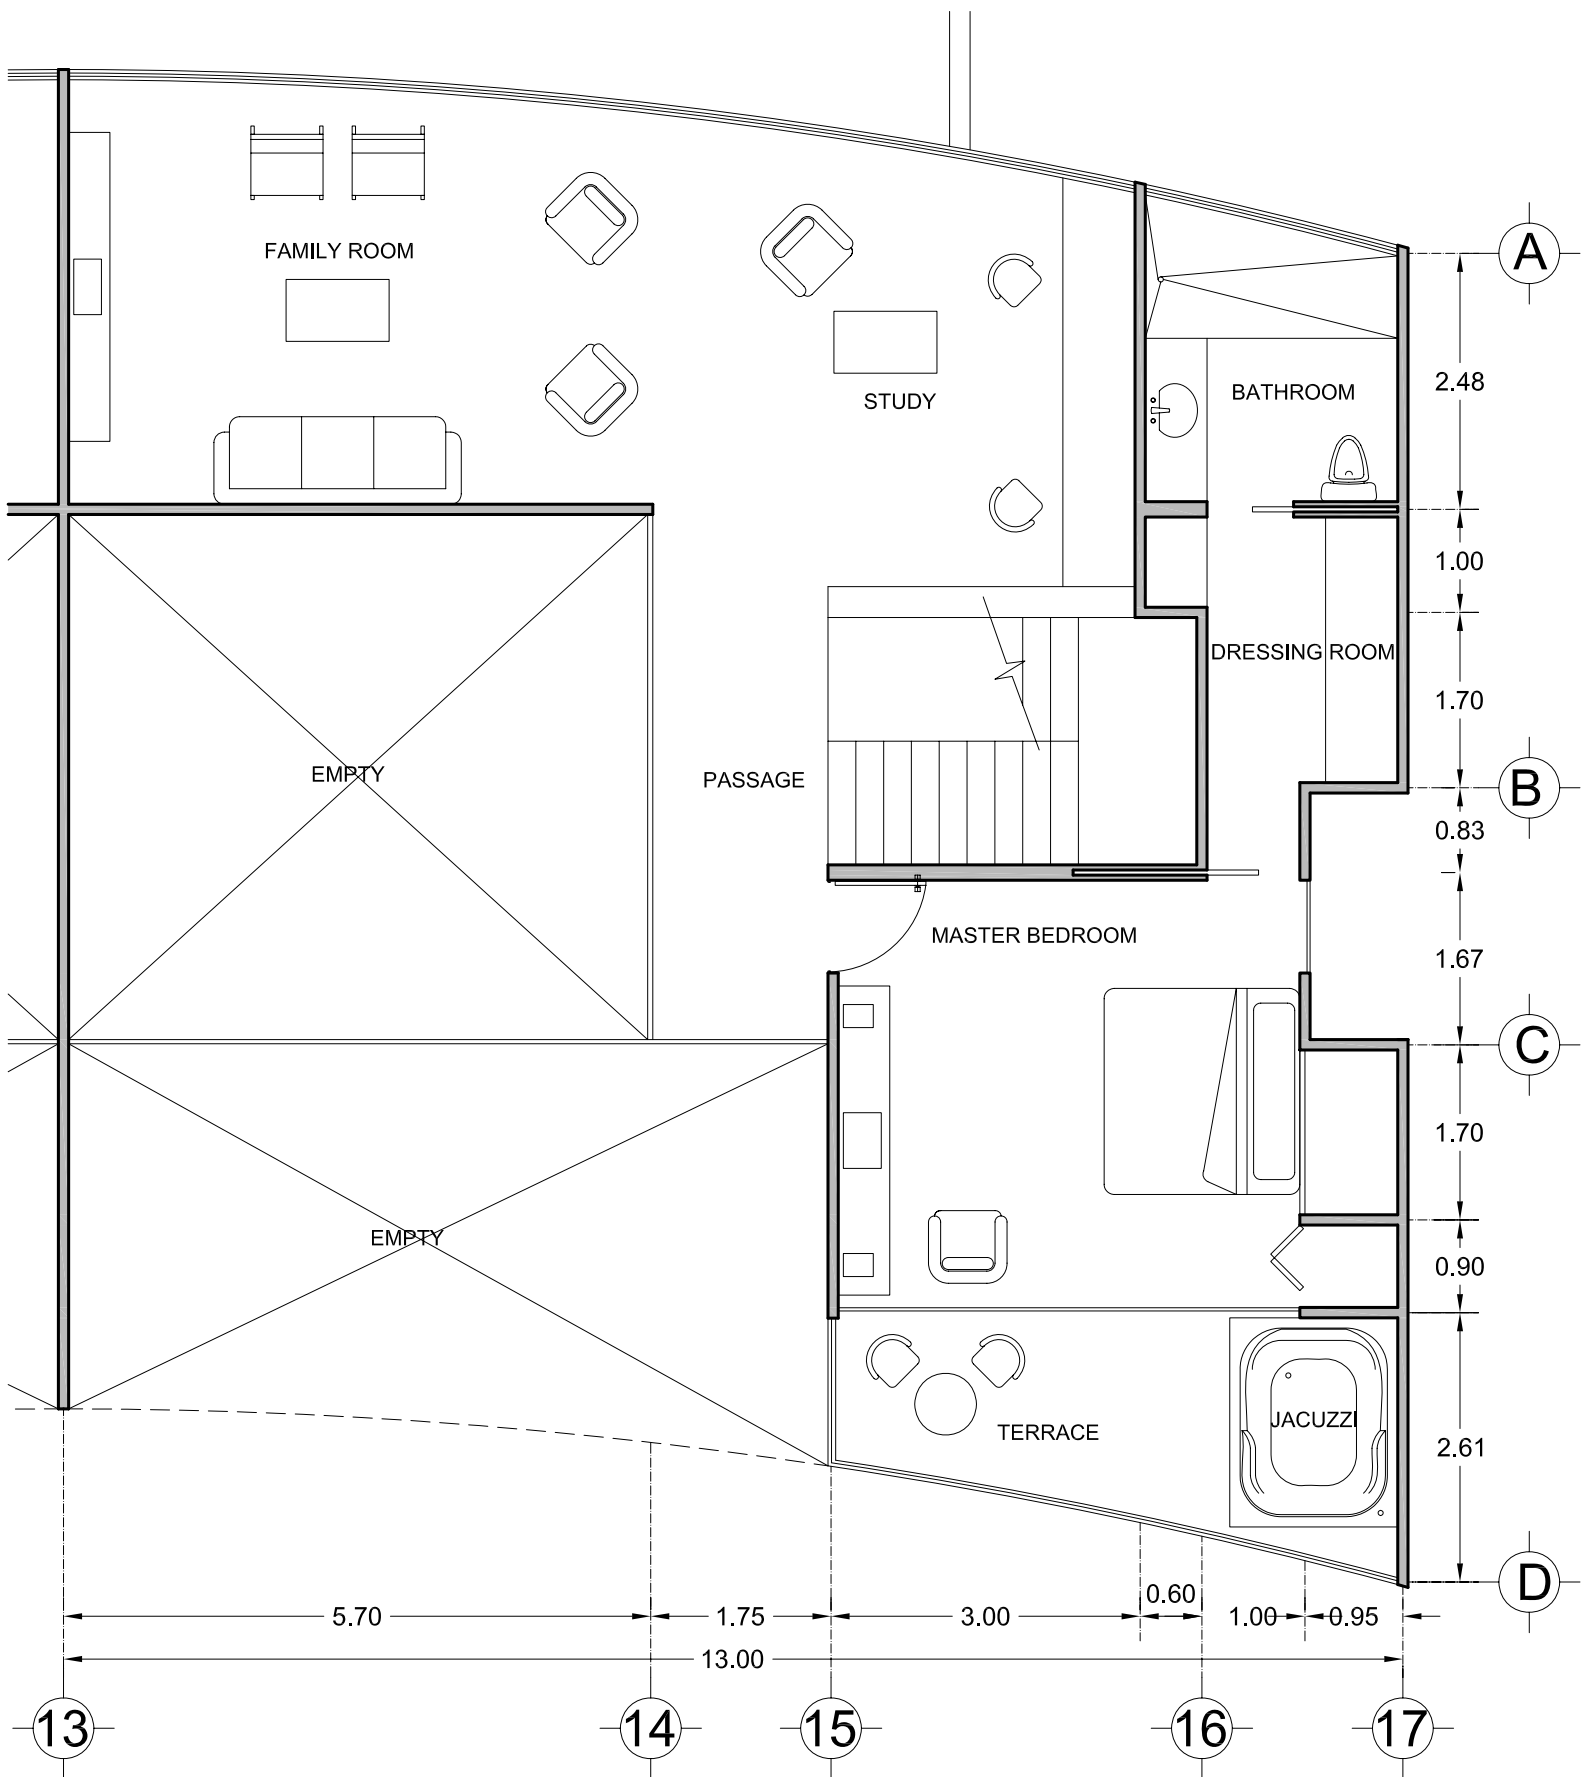 FAMILY ROOM
A
2.48
BATHROOM
STUDY
1.00
DRESSING ROOM
1.70
EMPTY
PASSAGE
B
0.83
MASTER BEDROOM
1.67
C
1.70
EMPTY
0.90
JACUZZI
TERRACE
2.61
D
0.60
5.70
1.75
3.00
1.00
0.95
13.00
13
14
15
16
17